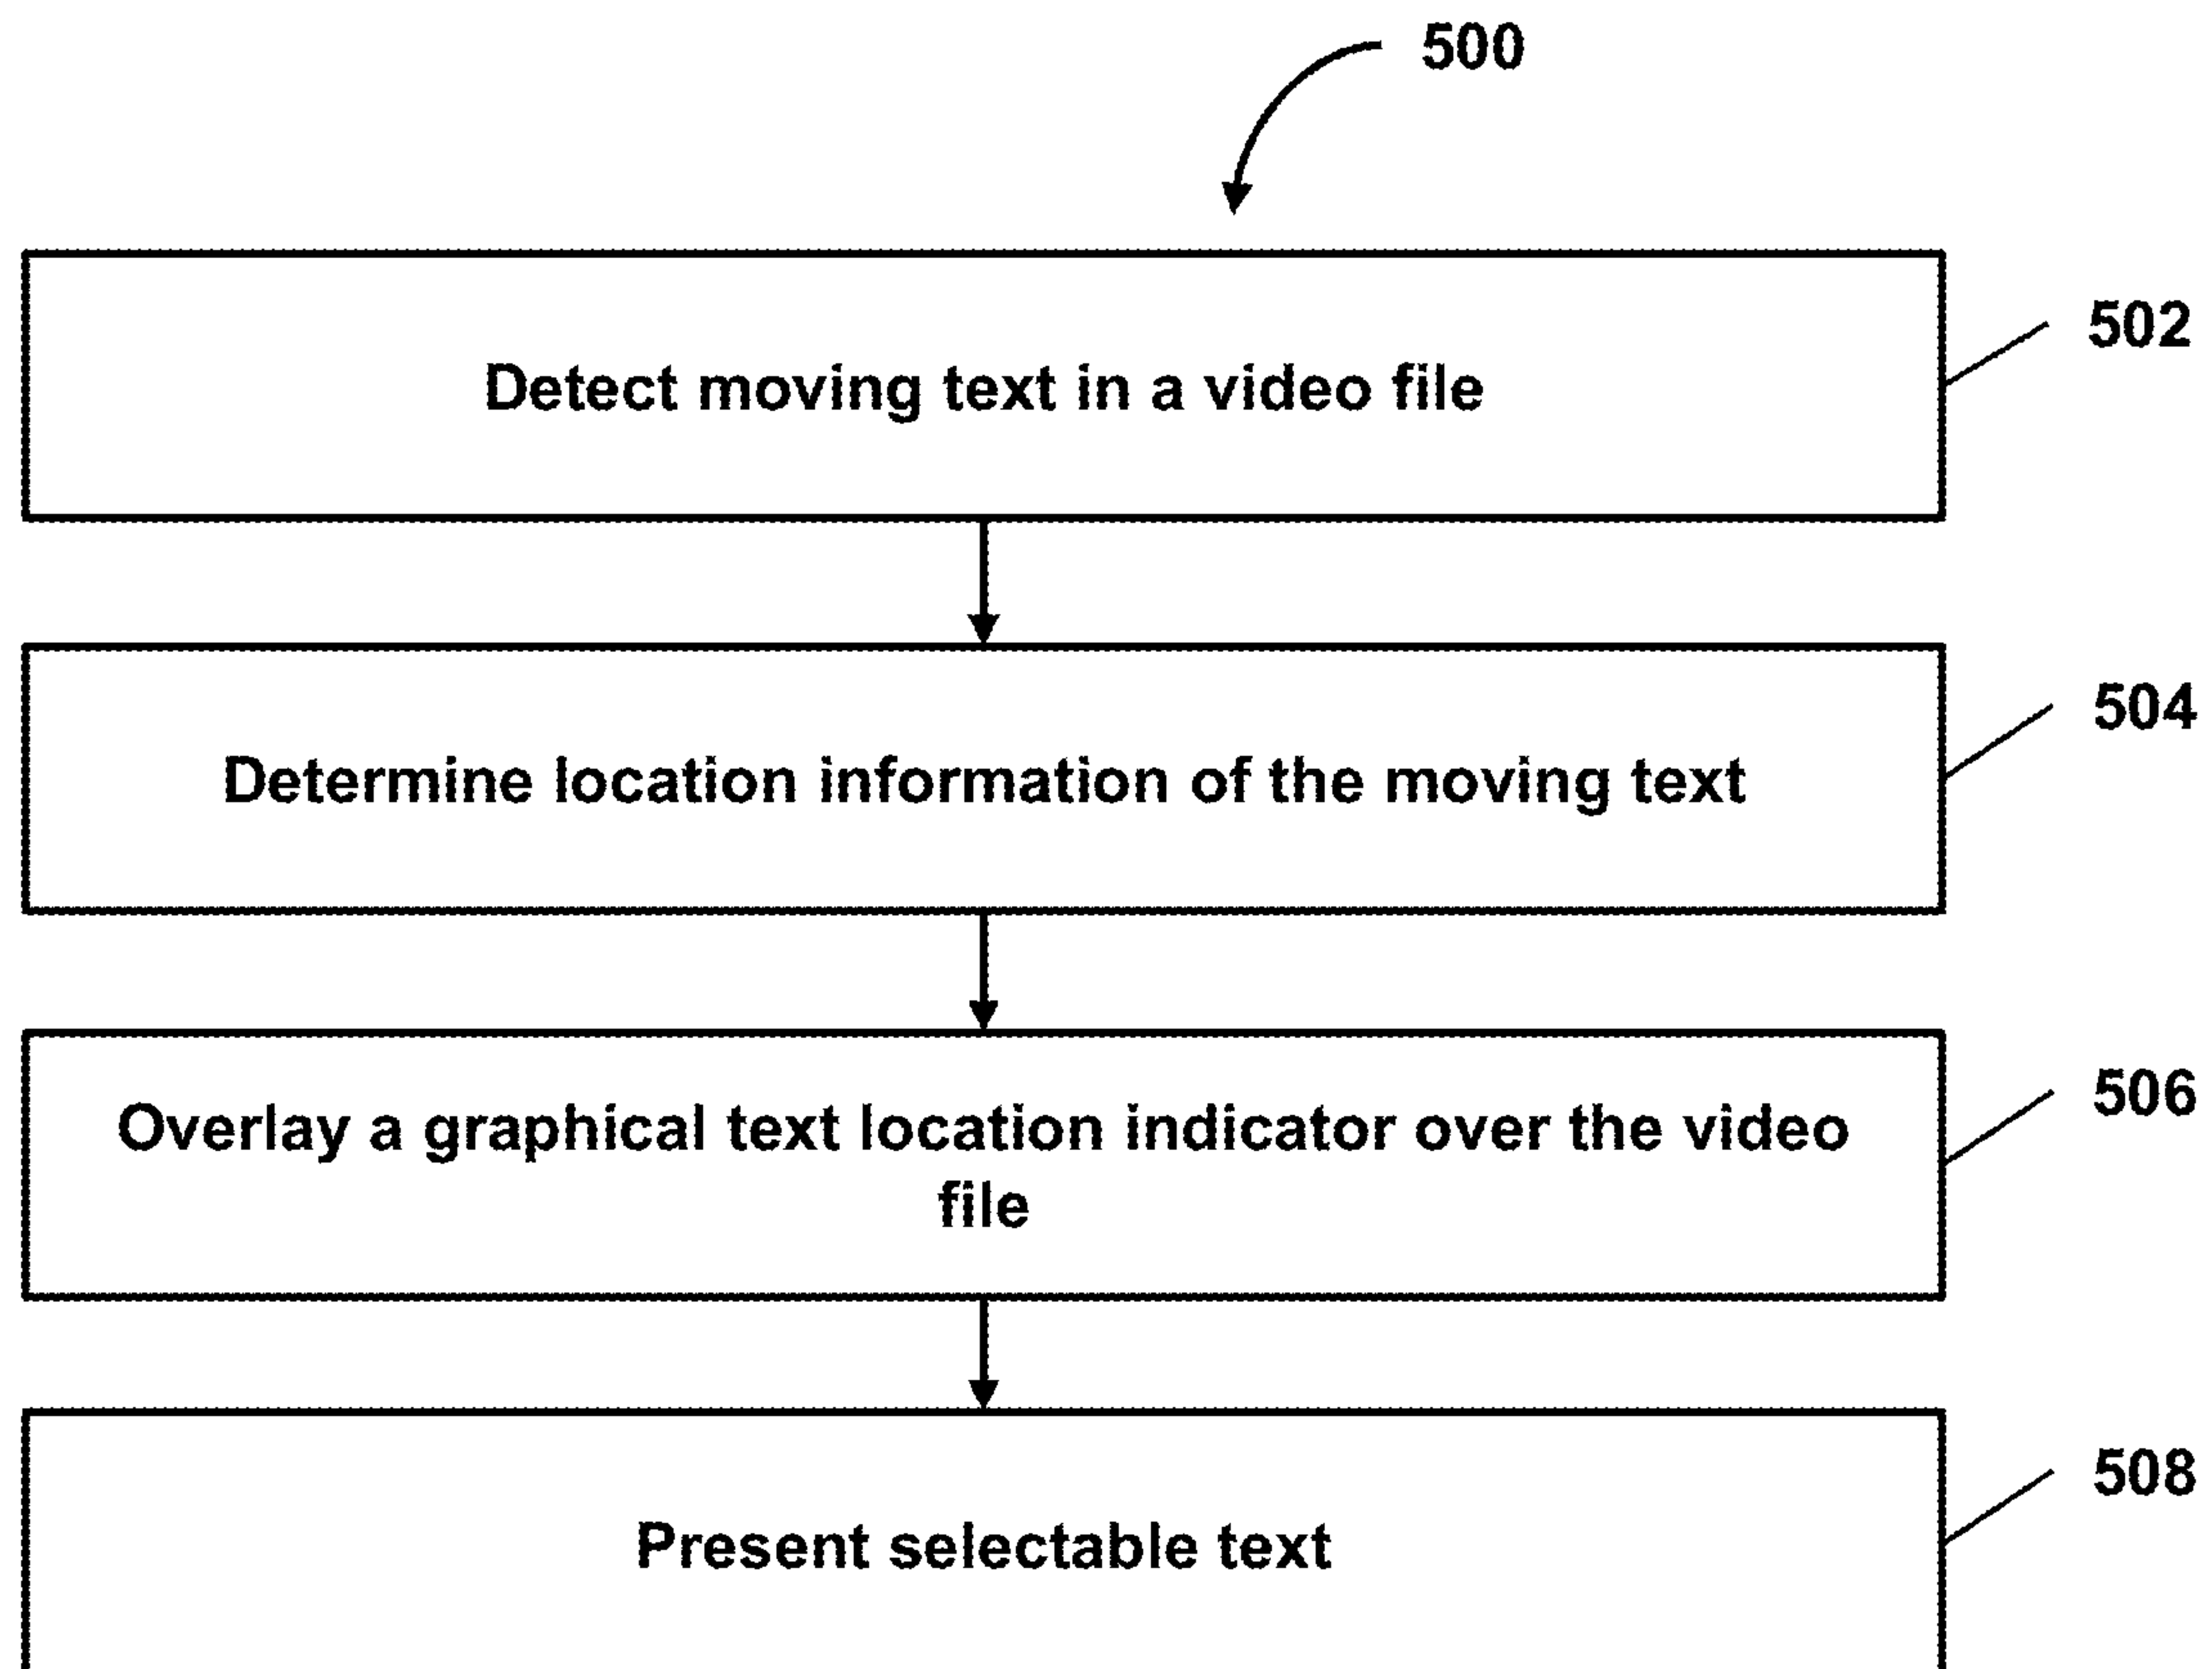 500
Detect moving text in a video file
502
Determine location information of the moving text
504
Overlay a graphical text location indicator over the video
file
506
Present selectable text
508